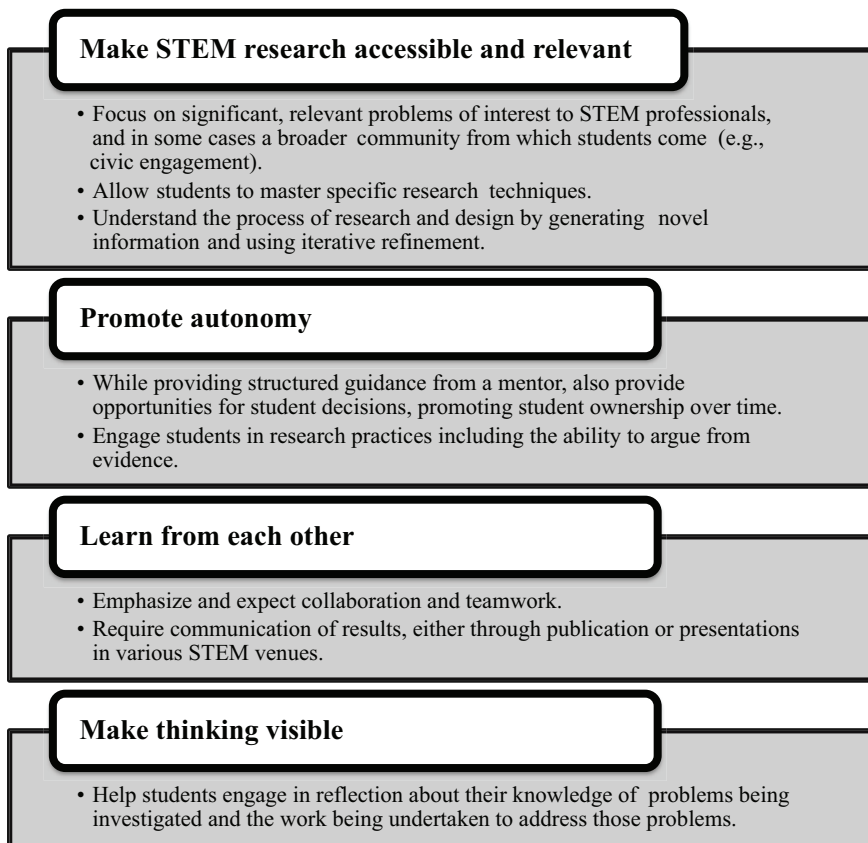 Make STEM research accessible and relevant
• Focus on significant, relevant problems of interest to STEM professionals,
and in some cases a broader community from which students come (e.g.,
civic engagement).
• Allow students to master specific research techniques.
• Understand the process of research and design by generating novel
information and using iterative refinement.
Promote autonomy
• While providing structured guidance from a mentor, also provide
opportunities for student decisions, promoting student ownership over time.
• Engage students in research practices including the ability to argue from
evidence.
Learn from each other
• Emphasize and expect collaboration and teamwork.
• Require communication of results, either through publication or presentations
in various STEM venues.
Make thinking visible
• Help students engage in reflection about their knowledge of problems being
investigated and the work being undertaken to address those problems.